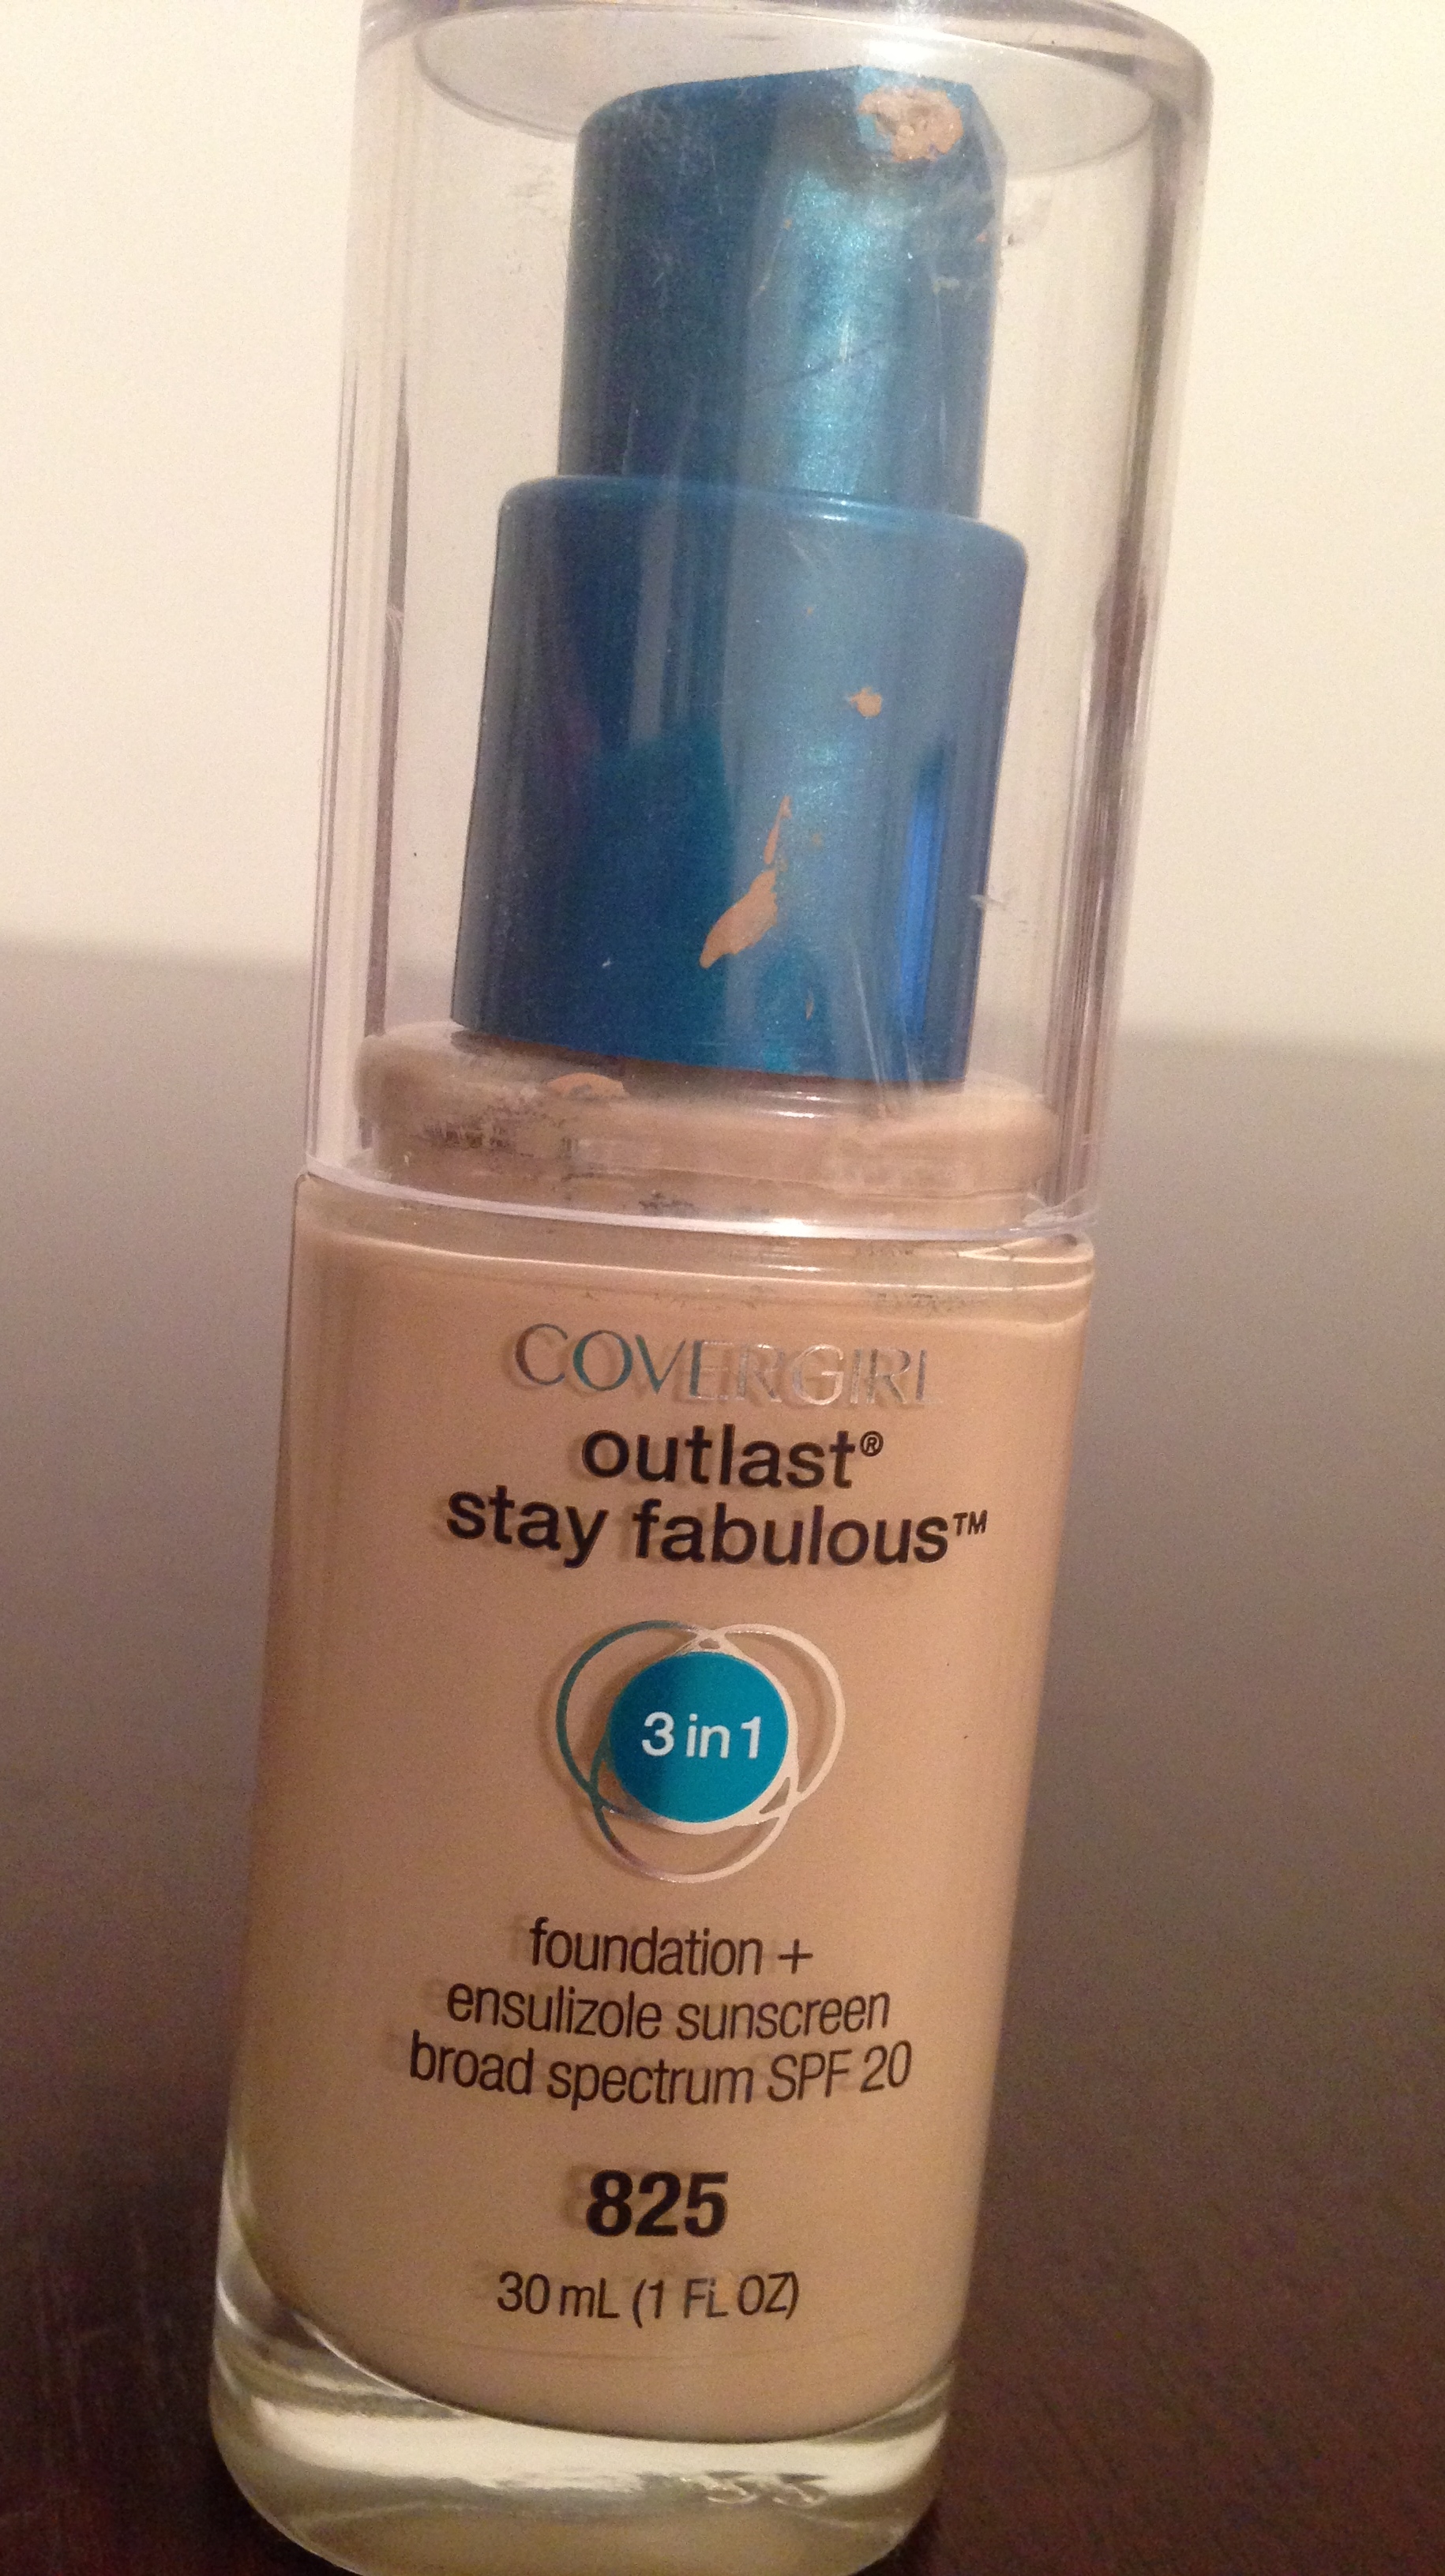 COVERGIRL
outlast®
stay fabulous™
3 in 1
foundation +
ensulizole sunscreen
broad spectrum SPF 20
825
30 mL (1 FL OZ)